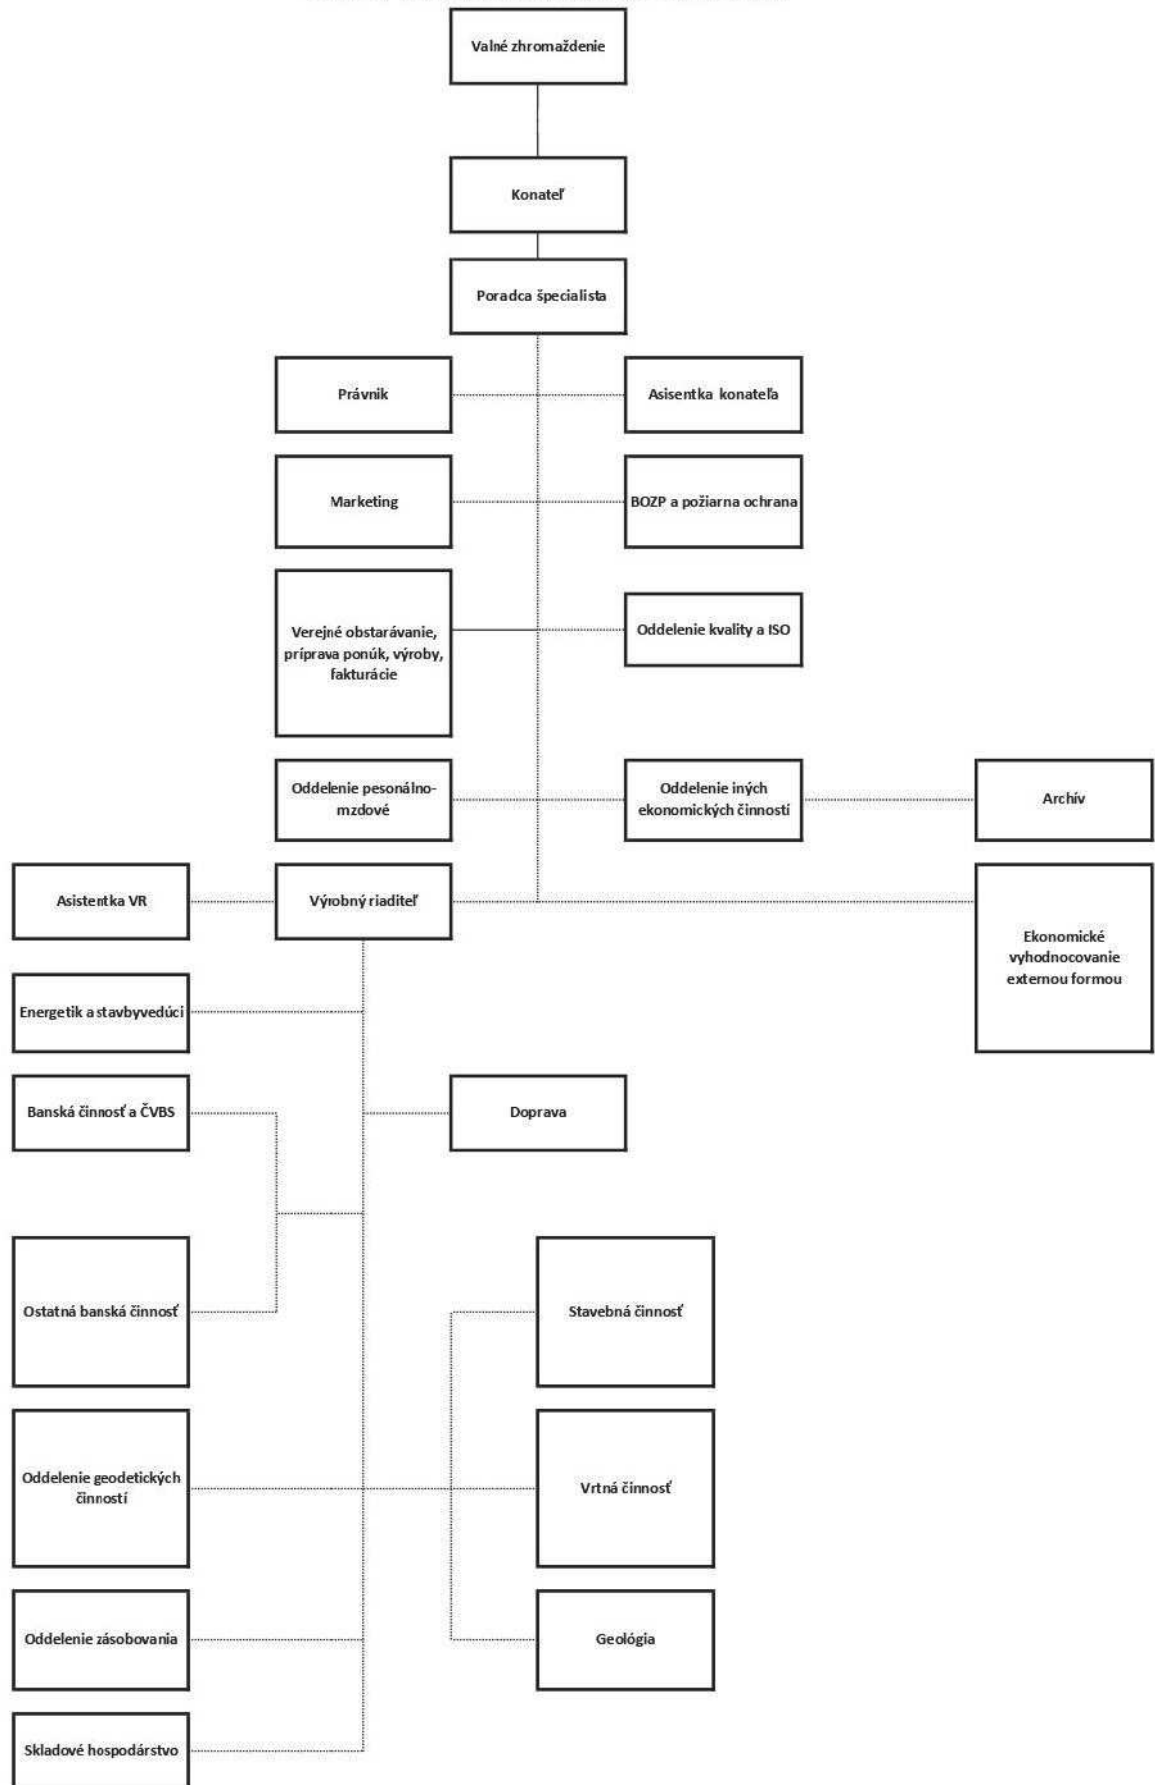 Valné zhromaždenie
Konateľ
Poradca špecialista
Právnik
Asisentka konateľa
Marketing
BOZP a požiarna ochrana
Verejné obstarávanie,
príprava ponúk, výroby,
fakturácie
Oddelenie kvality a ISO
Oddelenie pesonálno-
mzdové
Oddelenie iných
ekonomických činností
Archív
Asistentka VR
Výrobný riaditeľ
Ekonomické
vyhodnocovanie
externou formou
Energetik a stavbyvedúci
Banská činnosť a ČVBS
Doprava
Ostatná banská činnosť
Stavebná činnosť
Oddelenie geodetických
činností
Vrtná činnosť
Oddelenie zásobovania
Geológia
Skladové hospodárstvo